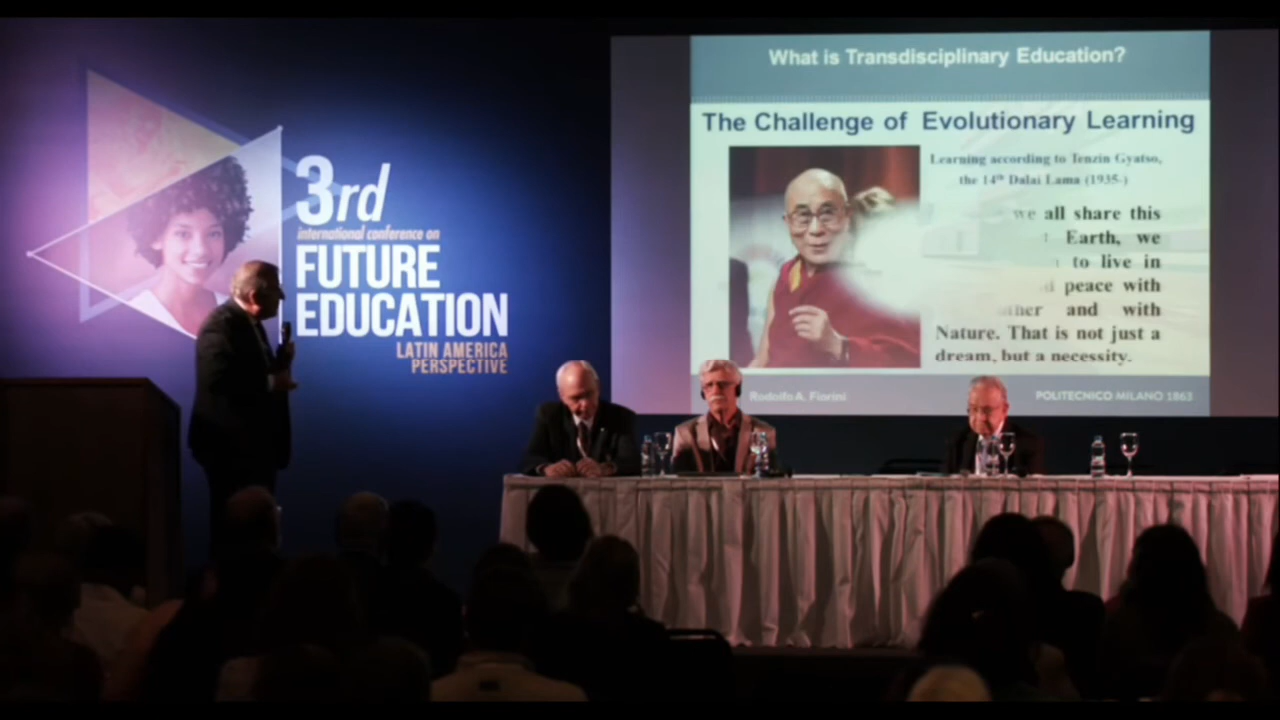 3rd
international conference on
FUTURE
EDUCATION
LATIN AMERICA
PERSPECTIVE
What is Transdisciplinary Education?
The Challenge of Evolutionary Learning
Learning according to Tenzin Gyatso,
the 14th Dalai Lama (1935-)
we all share this
Earth, we
to live in
peace with
and with
Nature. That is not just a
dream, but a necessity.
Rodolfo A. Fiorini
POLITECNICO MILANO 1863